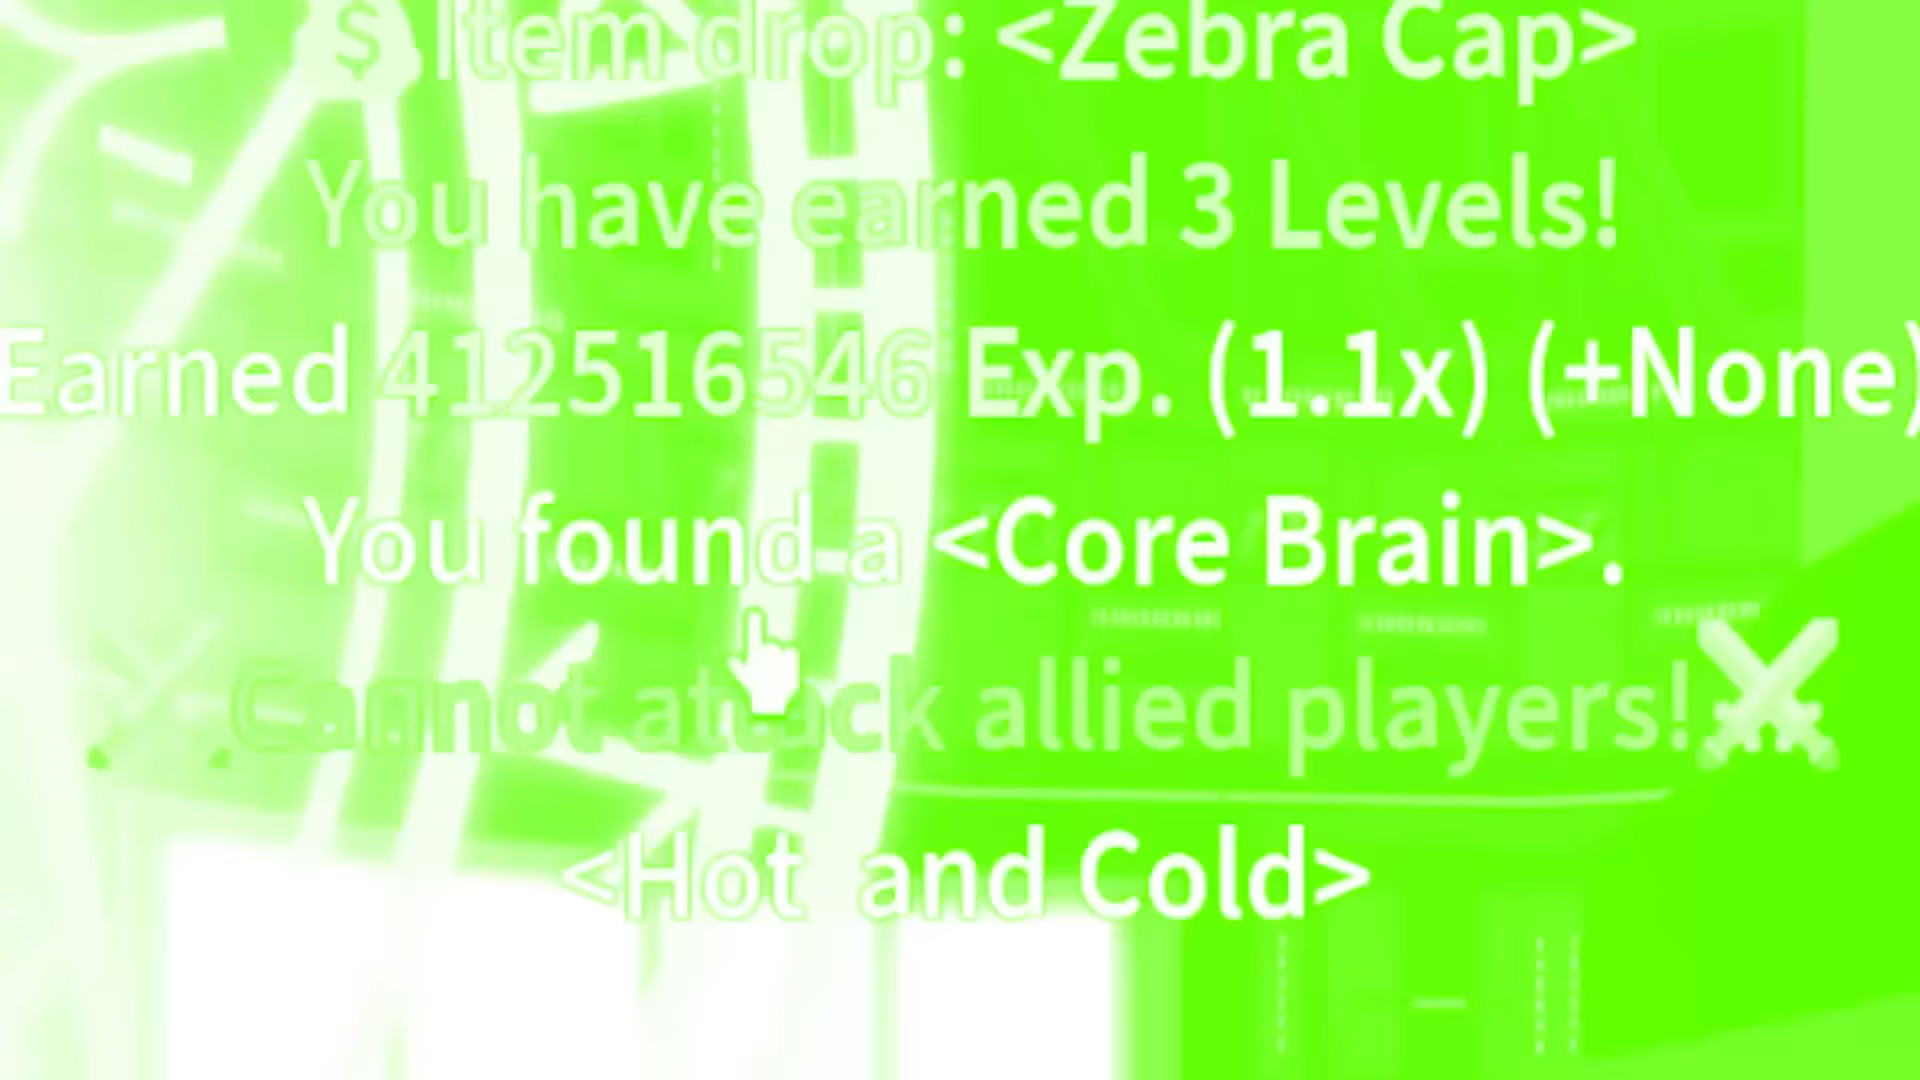 $ Item drop: <Zebra Cap>
You have earned 3 Levels!
Earned 412516546 Exp. (1.1x) (+None)
You found a <Core Brain>.
⚔Cannot attack allied players!⚔
<Hot and Cold>